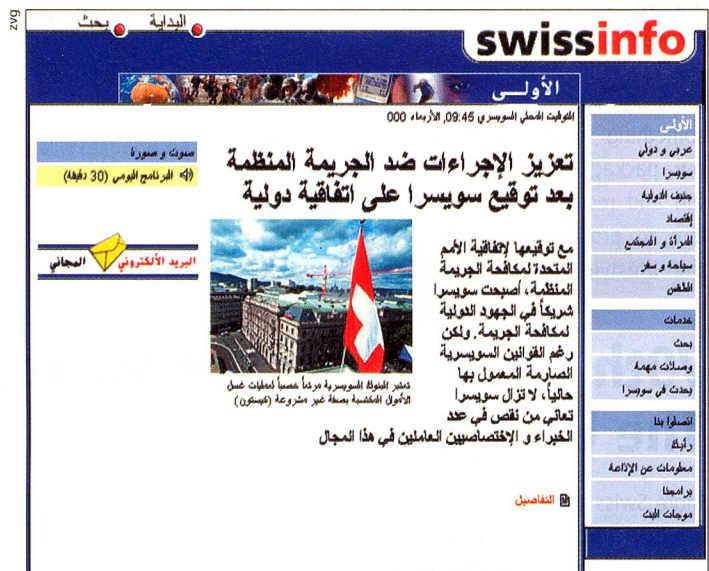 zvg
البداية
بحث
swissinfo
الأولى
التوقيت المحلي السويسري 09:45, الأربعاء 000
صوت و صورة
البرنامج اليومي (30 دقيقة)
البريد الألكتروني المجاني
تعزيز الإجراءات ضد الجريمة المنظمة
بعد توقيع سويسرا على اتفاقية دولية
مع توقيعها لإتفاقية الأمم
المتحدة لمكافحة الجريمة
المنظمة، أصبحت سويسرا
شريكاً في الجهود الدولية
لمكافحة الجريمة. ولكن
رغم القوانين السويسرية
الصارمة المعمول بها
حالياً، لا تزال سويسرا
تعاني من نقص في عدد
الخبراء و الإختصاصيين العاملين في هذا المجال
تعتبر البنوك السويسرية مرتعاً خصباً لعمليات غسل
الأموال المكتسبة بصفة غير مشروعة (كيستون)
التفاصيل
الأولى
عربي و دولي
سويسرا
جنيف الدولية
إقتصاد
المرأة و المجتمع
سياحة و سفر
الطقس
خدمات
بحث
وصلات مهمة
يحدث في سويسرا
اتصلوا بنا
رأيك
معلومات عن الإذاعة
برامجنا
موجات البث